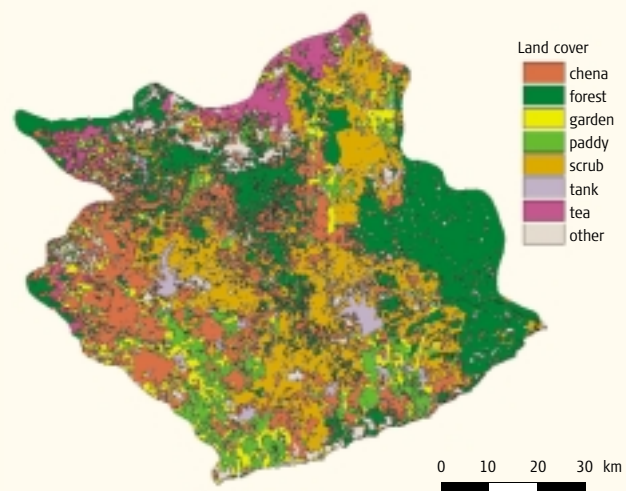 Land cover
chena
forest
garden
paddy
scrub
tank
tea
other
0 10 20 30 km